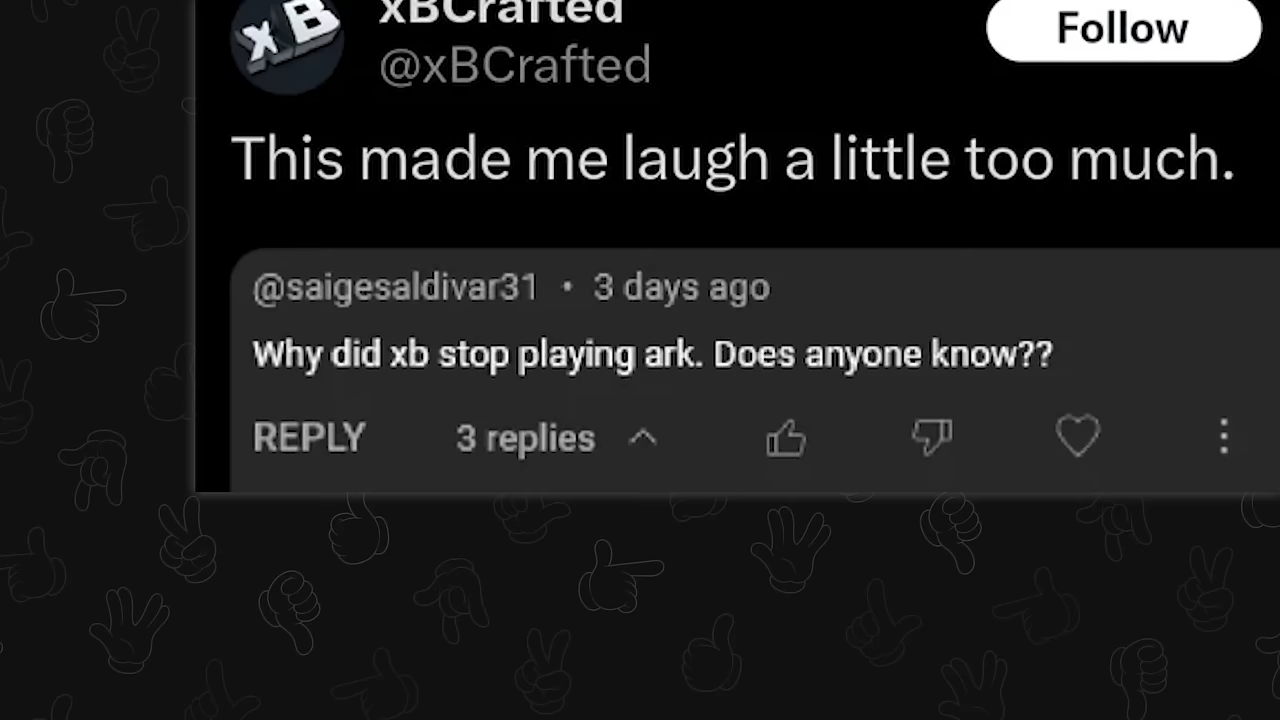 xB
xBCrafted
@xBCrafted
Follow
This made me laugh a little too much.
@saigesaldivar31 • 3 days ago
Why did xb stop playing ark. Does anyone know??
REPLY 3 replies